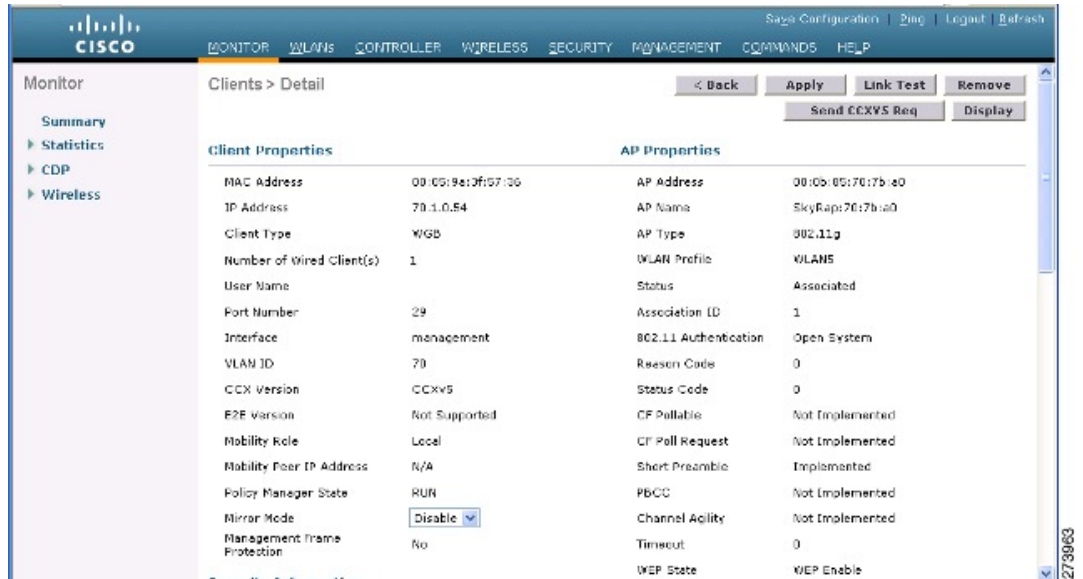 Save Configuration | Ping | Logout | Refresh
CISCO
MONITOR WLANs CONTROLLER WIRELESS SECURITY MANAGEMENT COMMANDS HELP
Monitor
Summary
Statistics
CDP
Wireless
Clients > Detail
< Back Apply Link Test Remove
Send CCXV5 Req Display
Client Properties AP Properties
MAC Address 00:05:9a:3f:57:36 AP Address 00:0b:85:70:7b:a0
IP Address 70.1.0.54 AP Name SkyRap:70:7b:a0
Client Type WGB AP Type 802.11g
Number of Wired Client(s) 1 WLAN Profile WLAN5
User Name Status Associated
Port Number 29 Association ID 1
Interface management 802.11 Authentication Open System
VLAN ID 70 Reason Code 0
CCX Version CCXv5 Status Code 0
E2E Version Not Supported CF Pollable Not Implemented
Mobility Role Local CF Poll Request Not Implemented
Mobility Peer IP Address N/A Short Preamble Implemented
Policy Manager State RUN PBCC Not Implemented
Mirror Mode Disable Channel Agility Not Implemented
Management Frame Protection No Timeout 0
WEP State WEP Enable
273963